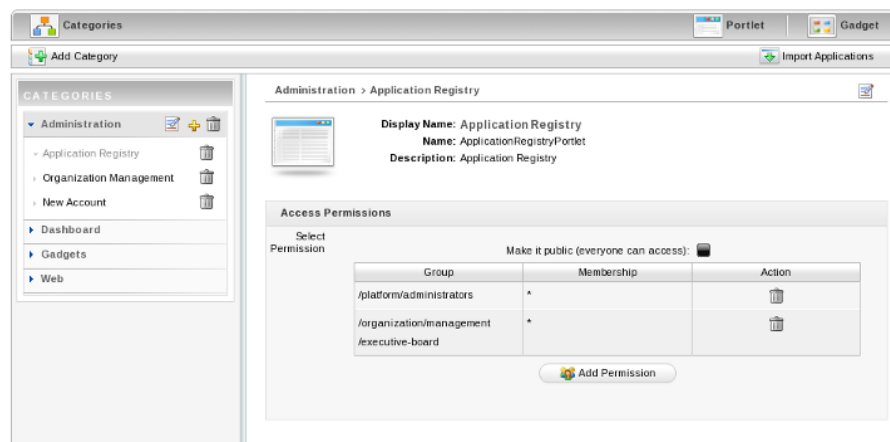 Categories
Portlet
Gadget
Add Category
Import Applications
CATEGORIES
Administration
Application Registry
Organization Management
New Account
Dashboard
Gadgets
Web
Administration > Application Registry
Display Name: Application Registry
Name: ApplicationRegistryPortlet
Description: Application Registry
Access Permissions
Select
Permission
Make it public (everyone can access):
Group Membership Action
/platform/administrators *
/organization/management *
/executive-board
Add Permission